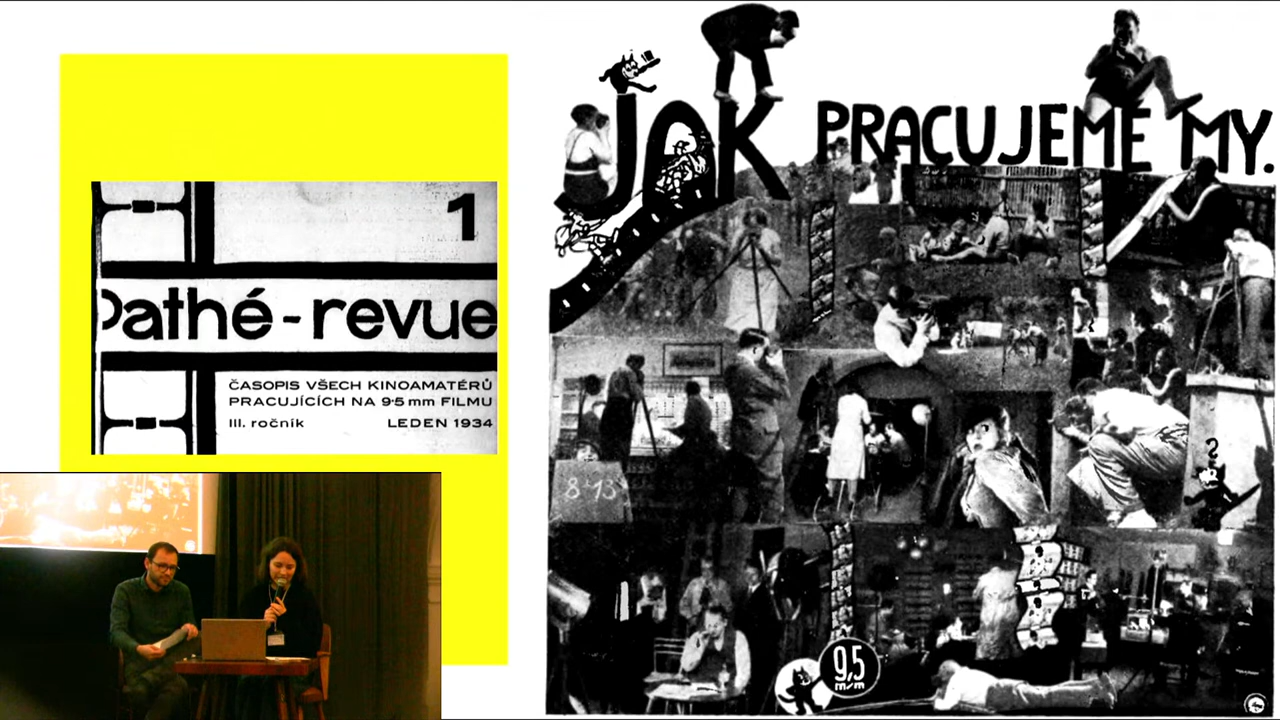 1
Pathé-revue
ČASOPIS VŠECH KINOAMATÉRŮ
PRACUJÍCÍCH NA 9·5 mm FILMU
III. ročník LEDEN 1934
JAK PRACUJEME MY.
8·13
?
9,5
m/m